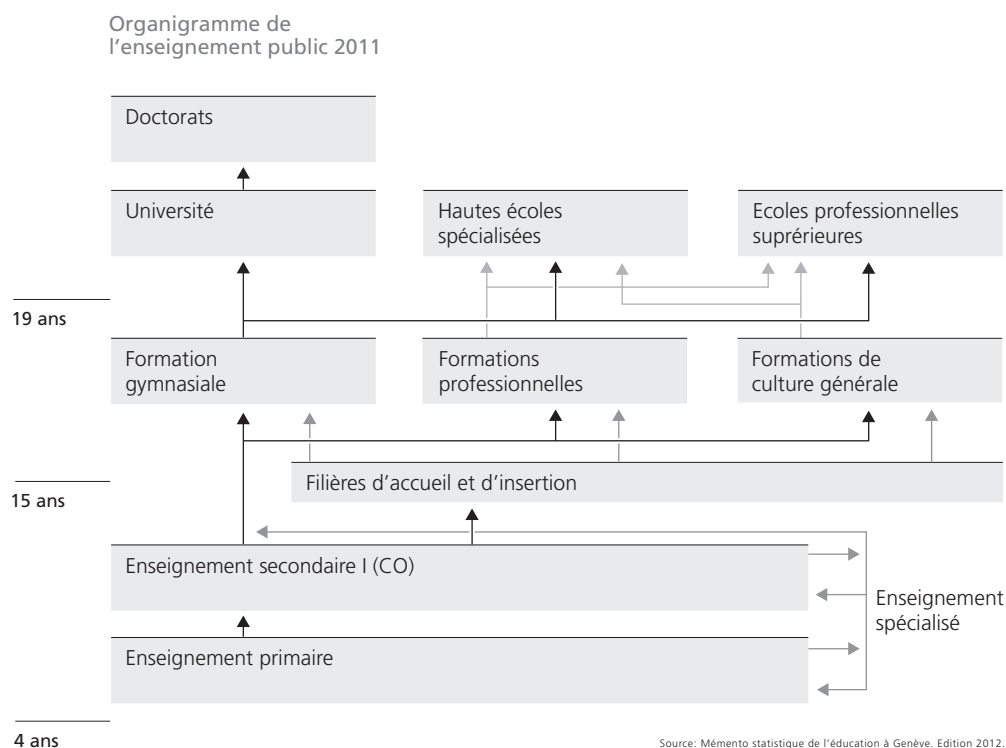 Organigramme de
l'enseignement public 2011
Doctorats
Université
Hautes écoles
spécialisées
Ecoles professionnelles
suprérieures
19 ans
Formation
gymnasiale
Formations
professionnelles
Formations de
culture générale
Filières d'accueil et d'insertion
15 ans
Enseignement secondaire I (CO)
Enseignement
spécialisé
Enseignement primaire
4 ans
Source: Mémento statistique de l'éducation à Genève. Edition 2012.